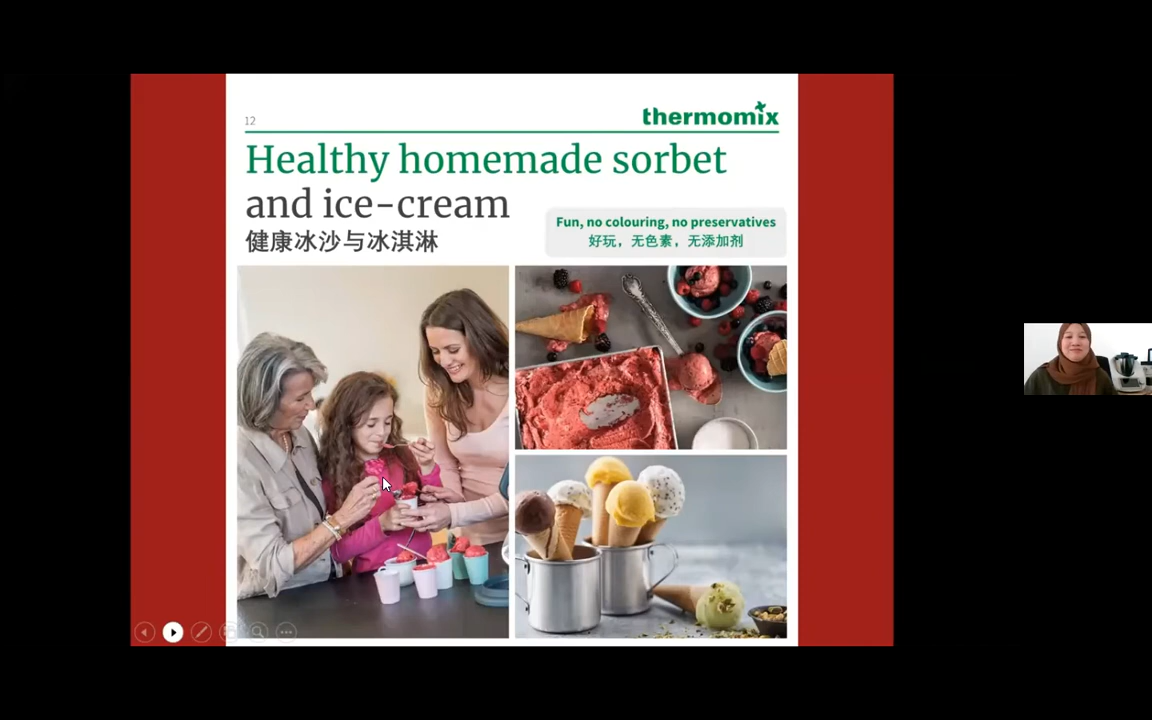 12
thermomix
Healthy homemade sorbet
and ice-cream
健康冰沙与冰淇淋
Fun, no colouring, no preservatives
好玩，无色素，无添加剂